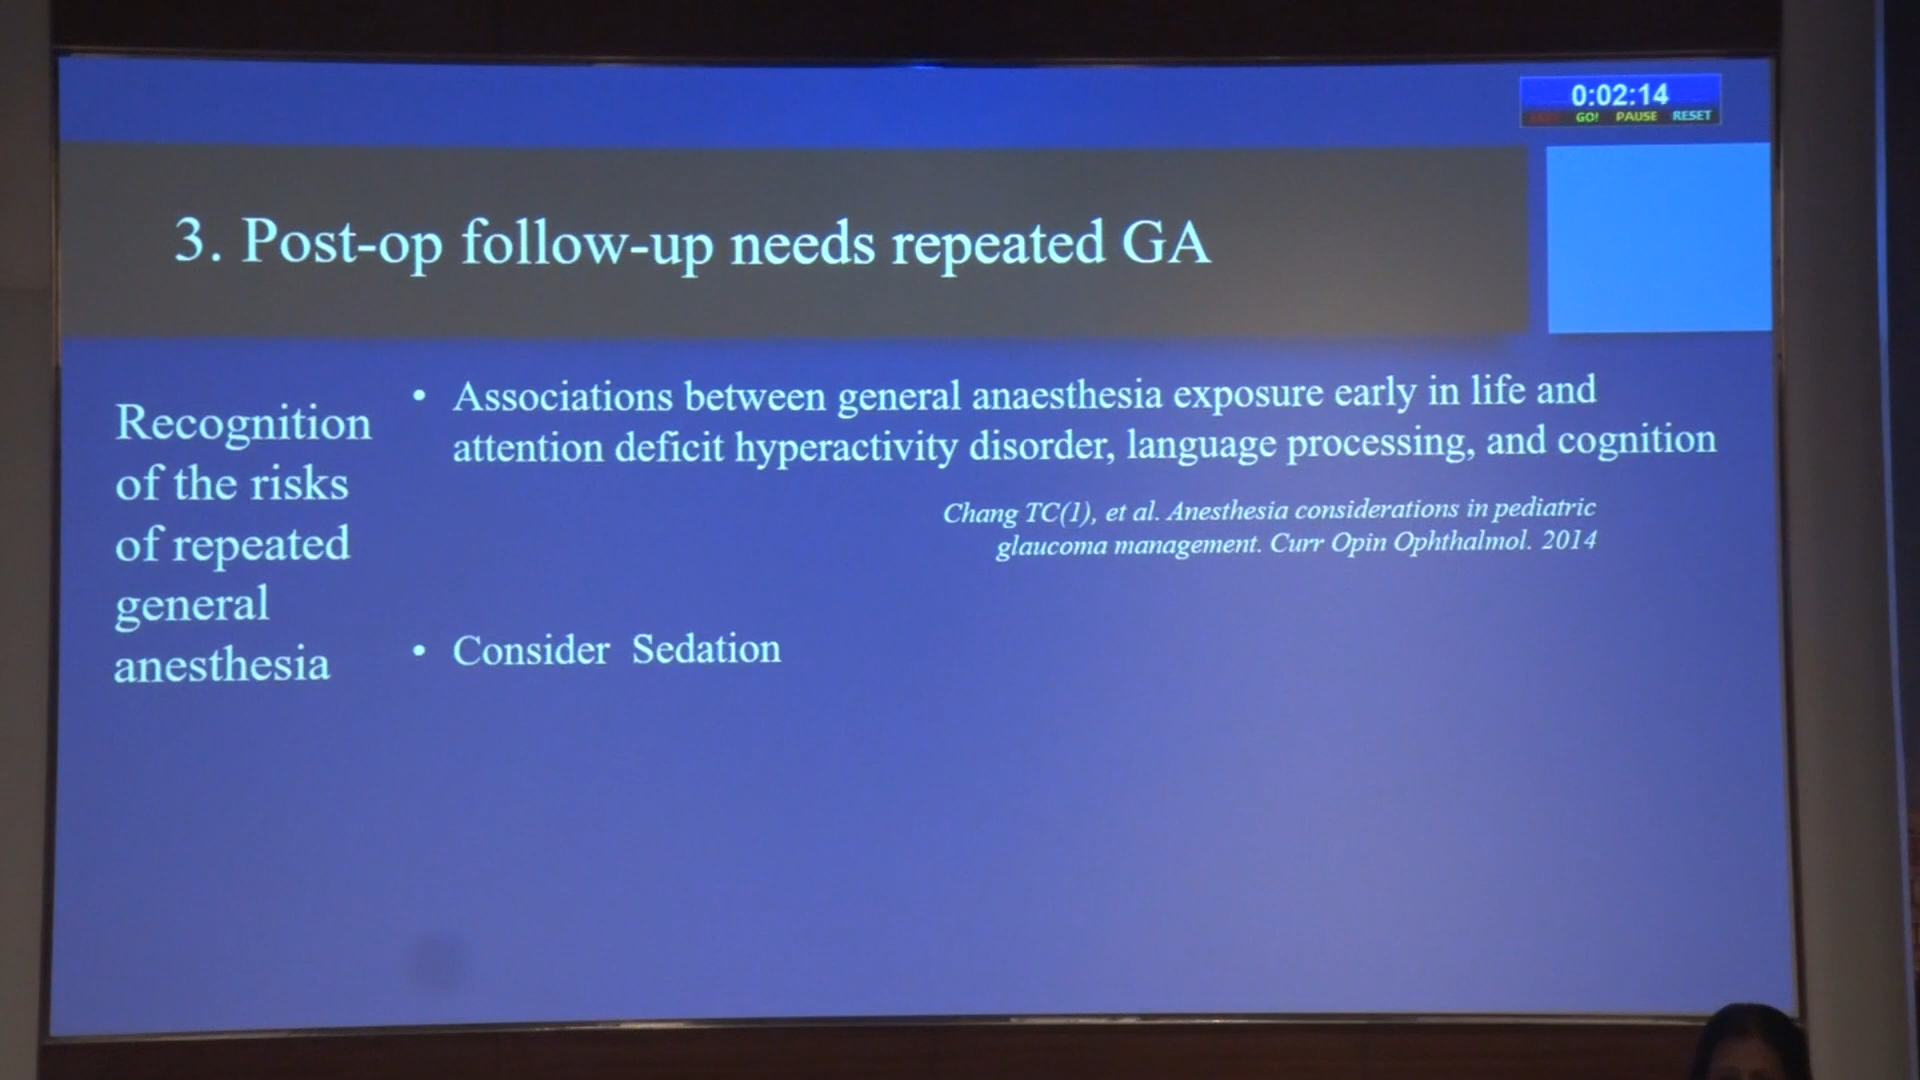 0:02:14
GO! PAUSE RESET
3. Post-op follow-up needs repeated GA
Recognition
of the risks
of repeated
general
anesthesia
• Associations between general anaesthesia exposure early in life and
attention deficit hyperactivity disorder, language processing, and cognition
Chang TC(1), et al. Anesthesia considerations in pediatric
glaucoma management. Curr Opin Ophthalmol. 2014
• Consider Sedation